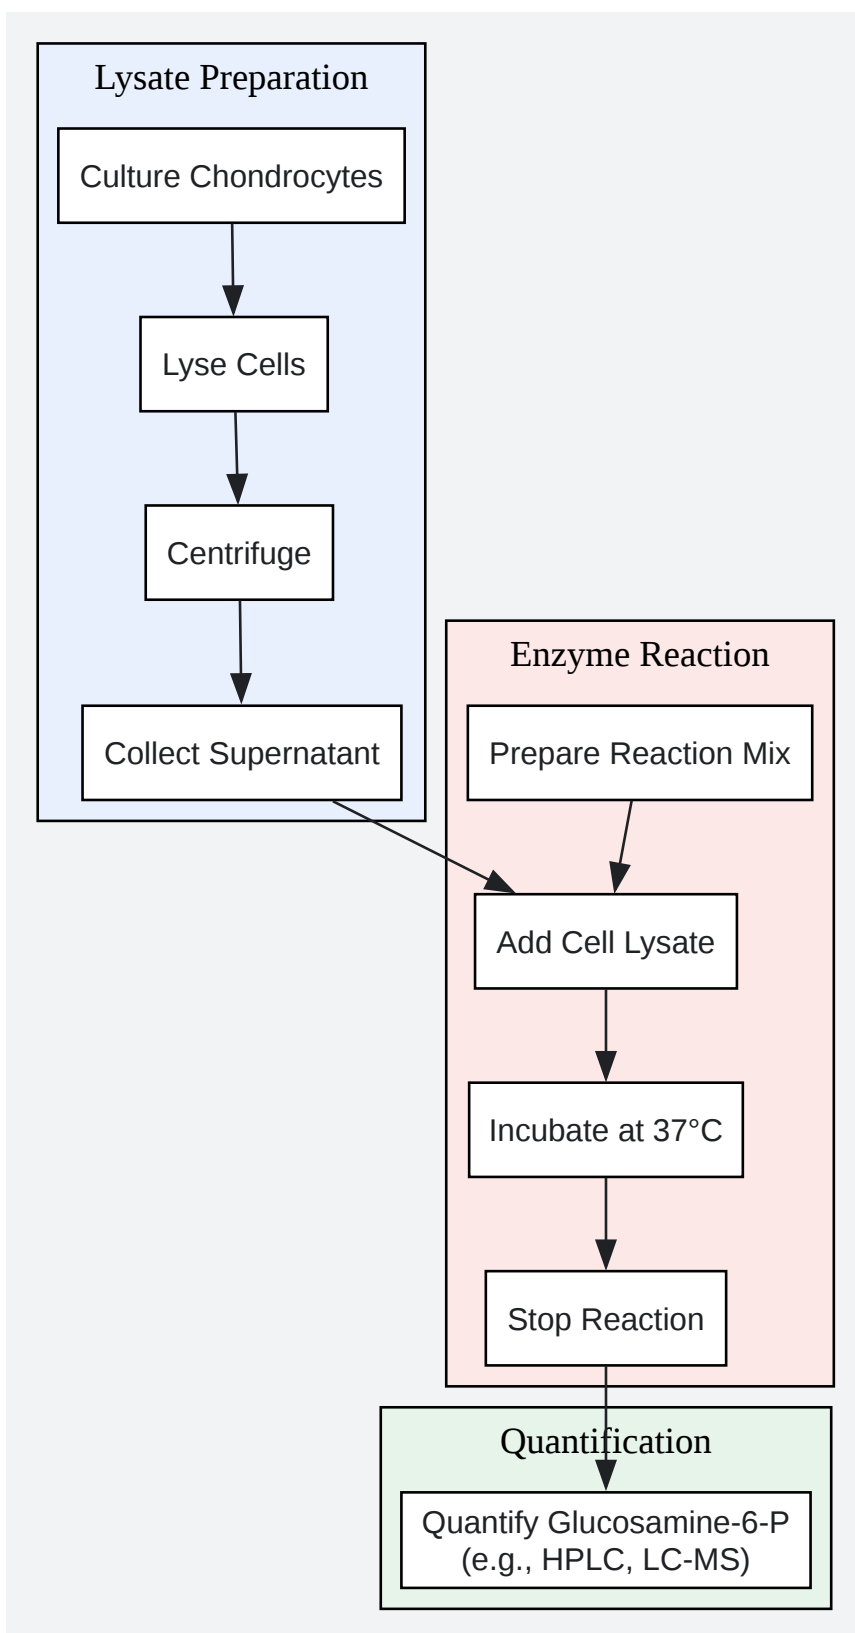 Lysate Preparation
Culture Chondrocytes
Lyse Cells
Centrifuge
Collect Supernatant
Enzyme Reaction
Prepare Reaction Mix
Add Cell Lysate
Incubate at 37°C
Stop Reaction
Quantification
Quantify Glucosamine-6-P
(e.g., HPLC, LC-MS)